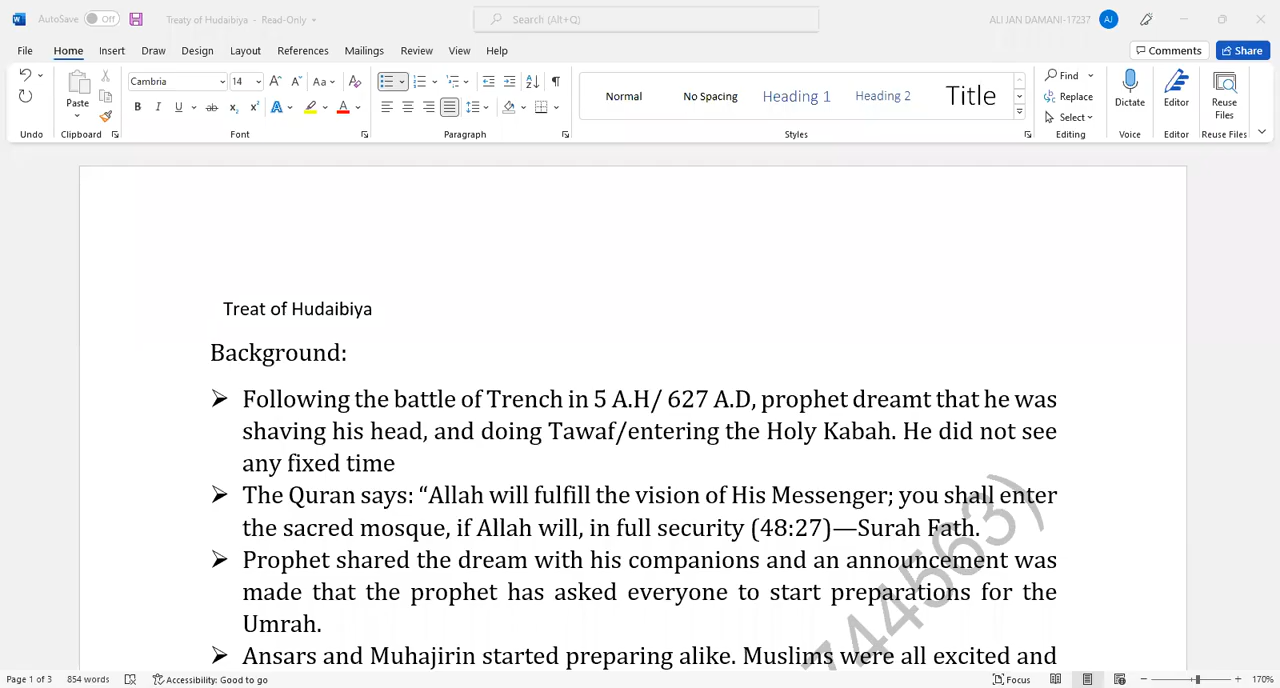 AutoSave Off Treaty of Hudaibiya - Read-Only Search (Alt+Q) ALI JAN DAMANI-17237 AJ
File Home Insert Draw Design Layout References Mailings Review View Help Comments Share
Paste Cambria 14 Aa Normal No Spacing Heading 1 Heading 2 Title Find Replace Select Dictate Editor Reuse Files
B I U ab x2 x2 A A
Undo Clipboard Font Paragraph Styles Editing Voice Editor Reuse Files
Treat of Hudaibiya
Background:
➢ Following the battle of Trench in 5 A.H/ 627 A.D, prophet dreamt that he was
shaving his head, and doing Tawaf/entering the Holy Kabah. He did not see
any fixed time
➢ The Quran says: “Allah will fulfill the vision of His Messenger; you shall enter
the sacred mosque, if Allah will, in full security (48:27)—Surah Fath.
➢ Prophet shared the dream with his companions and an announcement was
made that the prophet has asked everyone to start preparations for the
Umrah.
➢ Ansars and Muhajirin started preparing alike. Muslims were all excited and
744563)
Page 1 of 3 854 words Accessibility: Good to go Focus 170%